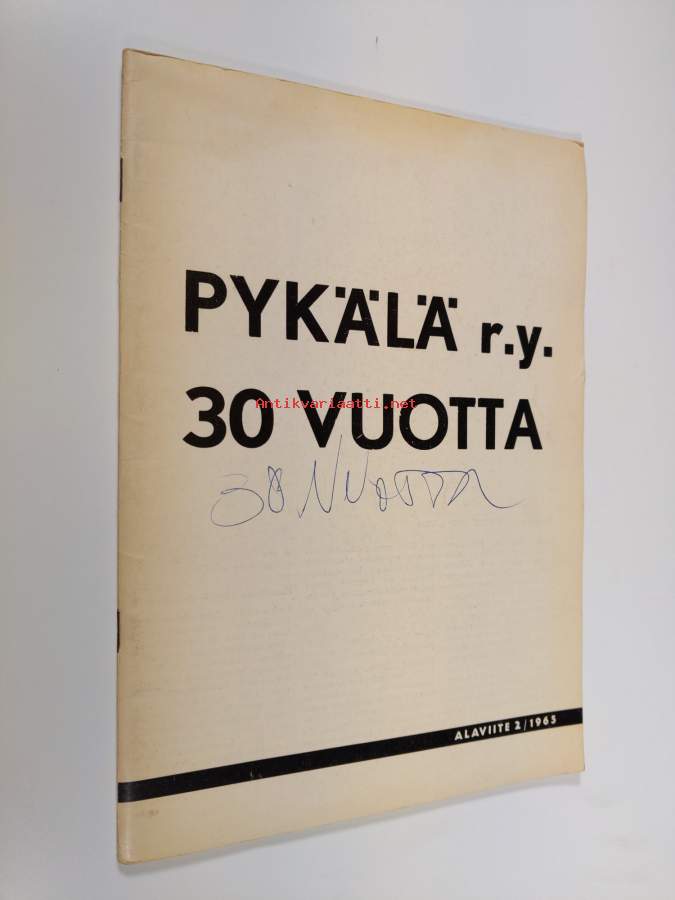 PYKÄLÄ r.y.
Antikvariaatti.net
30 VUOTTA
30 VUOTTA
ALAVIITE 2/1965